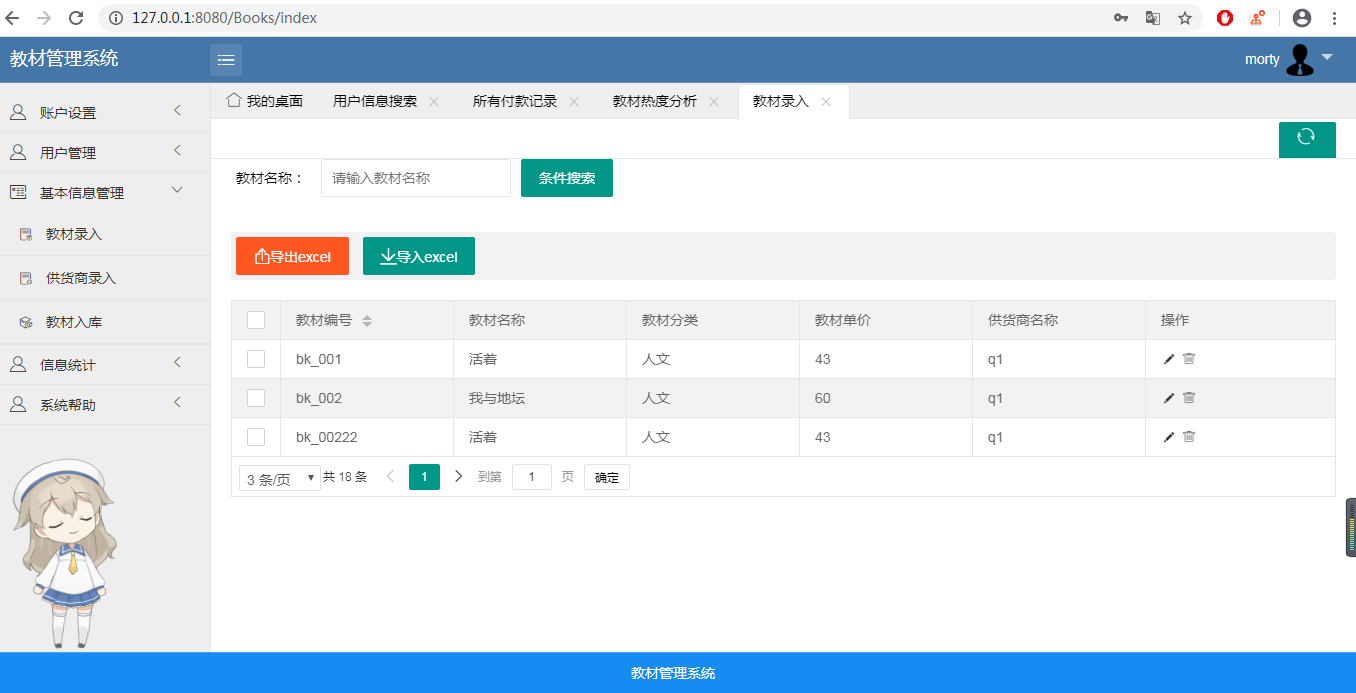 127.0.0.1:8080/Books/index
教材管理系统
morty
我的桌面 用户信息搜索 所有付款记录 教材热度分析 教材录入
账户设置
用户管理
基本信息管理
教材录入
供货商录入
教材入库
信息统计
系统帮助
教材名称： 请输入教材名称 条件搜索
导出excel 导入excel
教材编号 教材名称 教材分类 教材单价 供货商名称 操作
bk_001 活着 人文 43 q1
bk_002 我与地坛 人文 60 q1
bk_00222 活着 人文 43 q1
3 条/页 共 18 条 1 到第 1 页 确定
教材管理系统